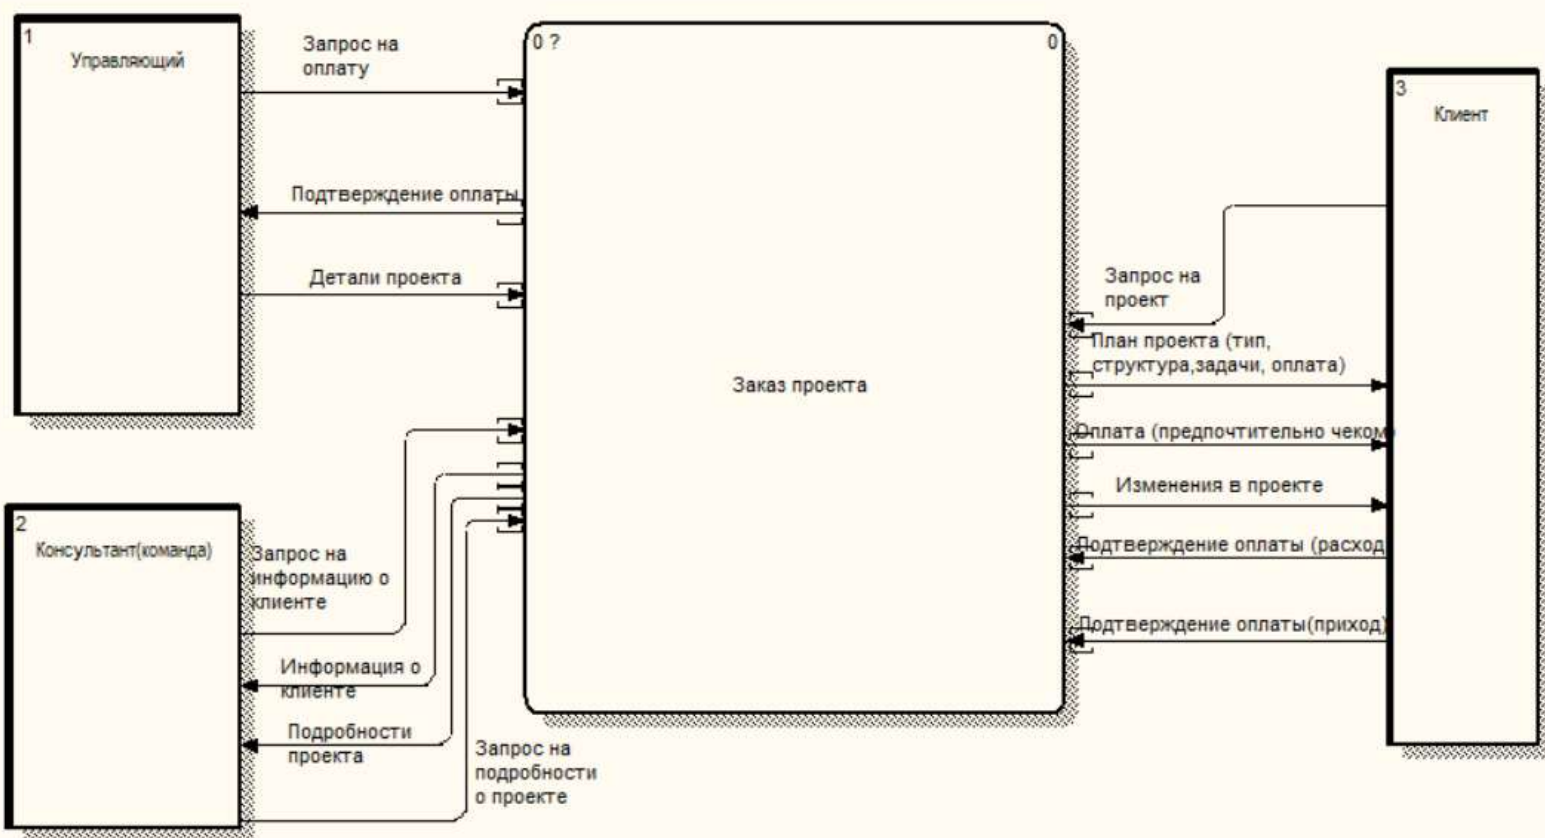 1
Управляющий
Запрос на
оплату
Подтверждение оплаты
Детали проекта
0 ?
0
Заказ проекта
3
Клиент
Запрос на
проект
План проекта (тип,
структура,задачи, оплата)
Оплата (предпочтительно чеком)
Изменения в проекте
Подтверждение оплаты (расход
Подтверждение оплаты(приход)
2
Консультант(команда)
Запрос на
информацию о
клиенте
Информация о
клиенте
Подробности
проекта
Запрос на
подробности
о проекте